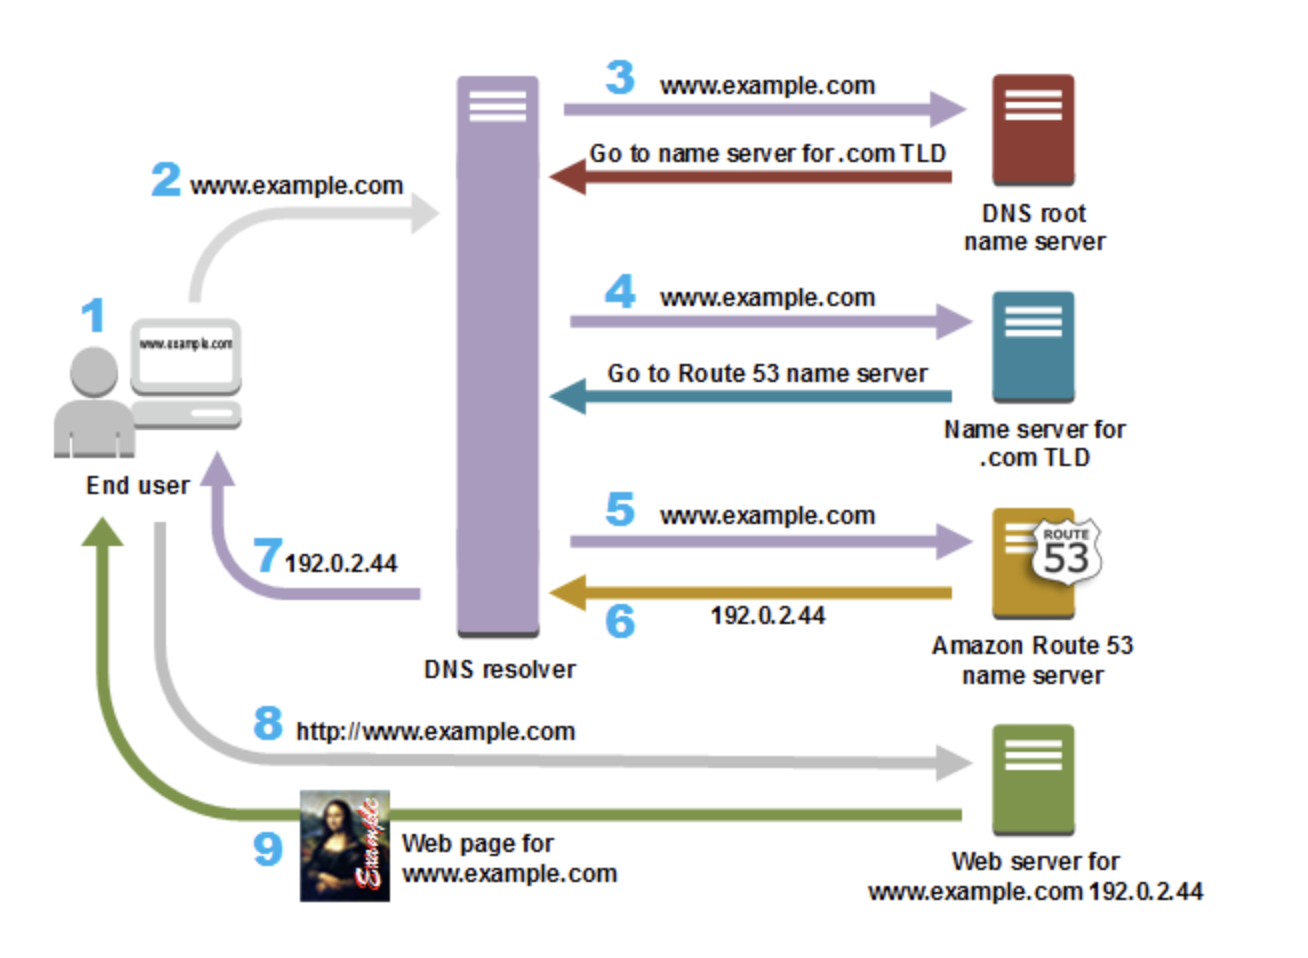 3 www.example.com
Go to name server for .com TLD
DNS root
name server
2 www.example.com
1
www.example.com
End user
4 www.example.com
Go to Route 53 name server
Name server for
.com TLD
5 www.example.com
ROUTE
53
6 192.0.2.44
Amazon Route 53
name server
7 192.0.2.44
DNS resolver
8 http://www.example.com
9
Example
Web page for
www.example.com
Web server for
www.example.com 192.0.2.44